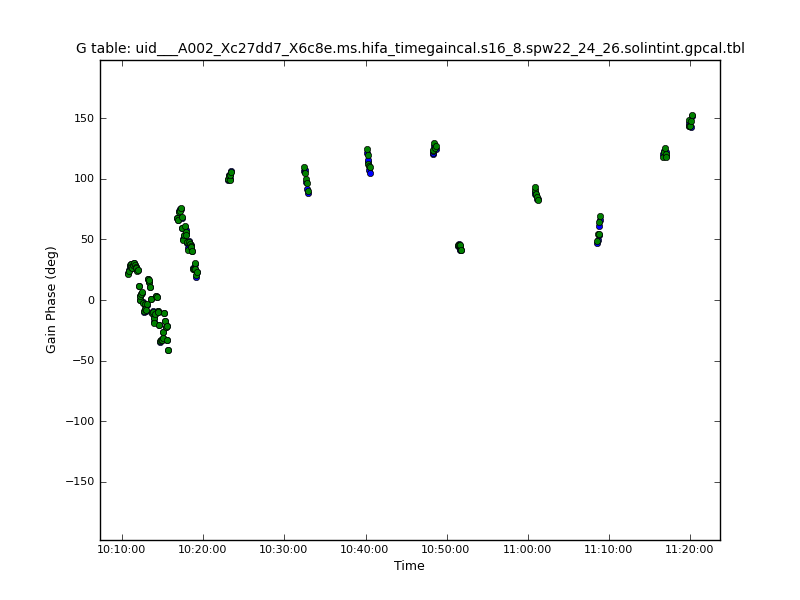 G table: uid___A002_Xc27dd7_X6c8e.ms.hifa_timegaincal.s16_8.spw22_24_26.solintint.gpcal.tbl
150
100
50
0
−50
−100
−150
Gain Phase (deg)
10:10:00 10:20:00 10:30:00 10:40:00 10:50:00 11:00:00 11:10:00 11:20:00
Time